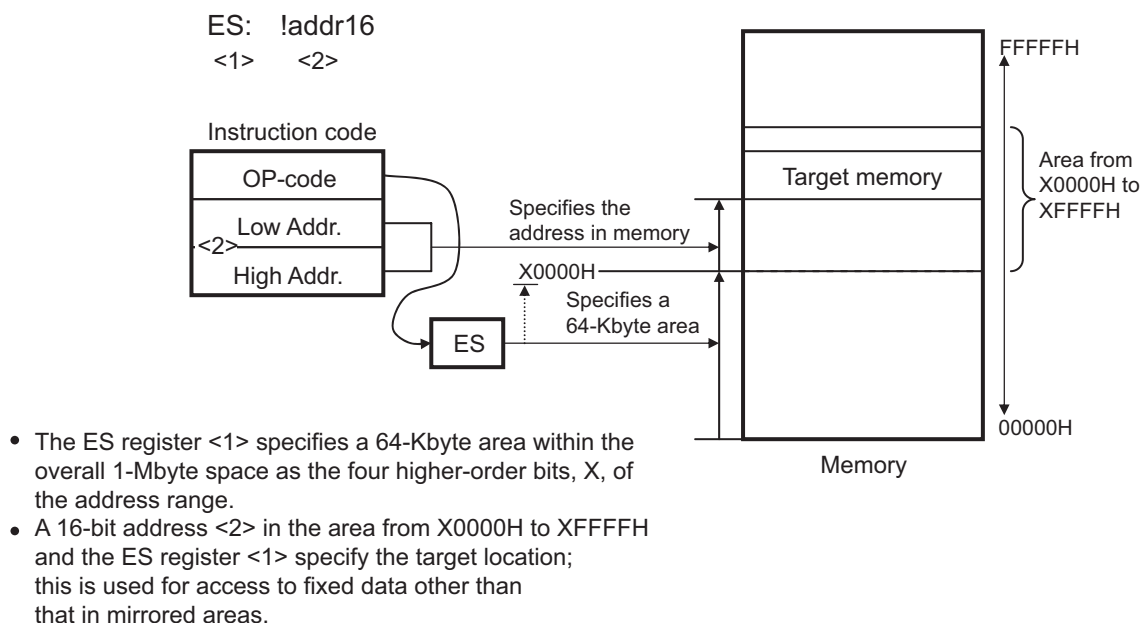 ES: !addr16
<1> <2>
Instruction code
OP-code
Low Addr.
<2>
High Addr.
ES
Specifies the
address in memory
X0000H
Specifies a
64-Kbyte area
FFFFFH
Target memory
Area from
X0000H to
XFFFFH
00000H
Memory
• The ES register <1> specifies a 64-Kbyte area within the
overall 1-Mbyte space as the four higher-order bits, X, of
the address range.
• A 16-bit address <2> in the area from X0000H to XFFFFH
and the ES register <1> specify the target location;
this is used for access to fixed data other than
that in mirrored areas.